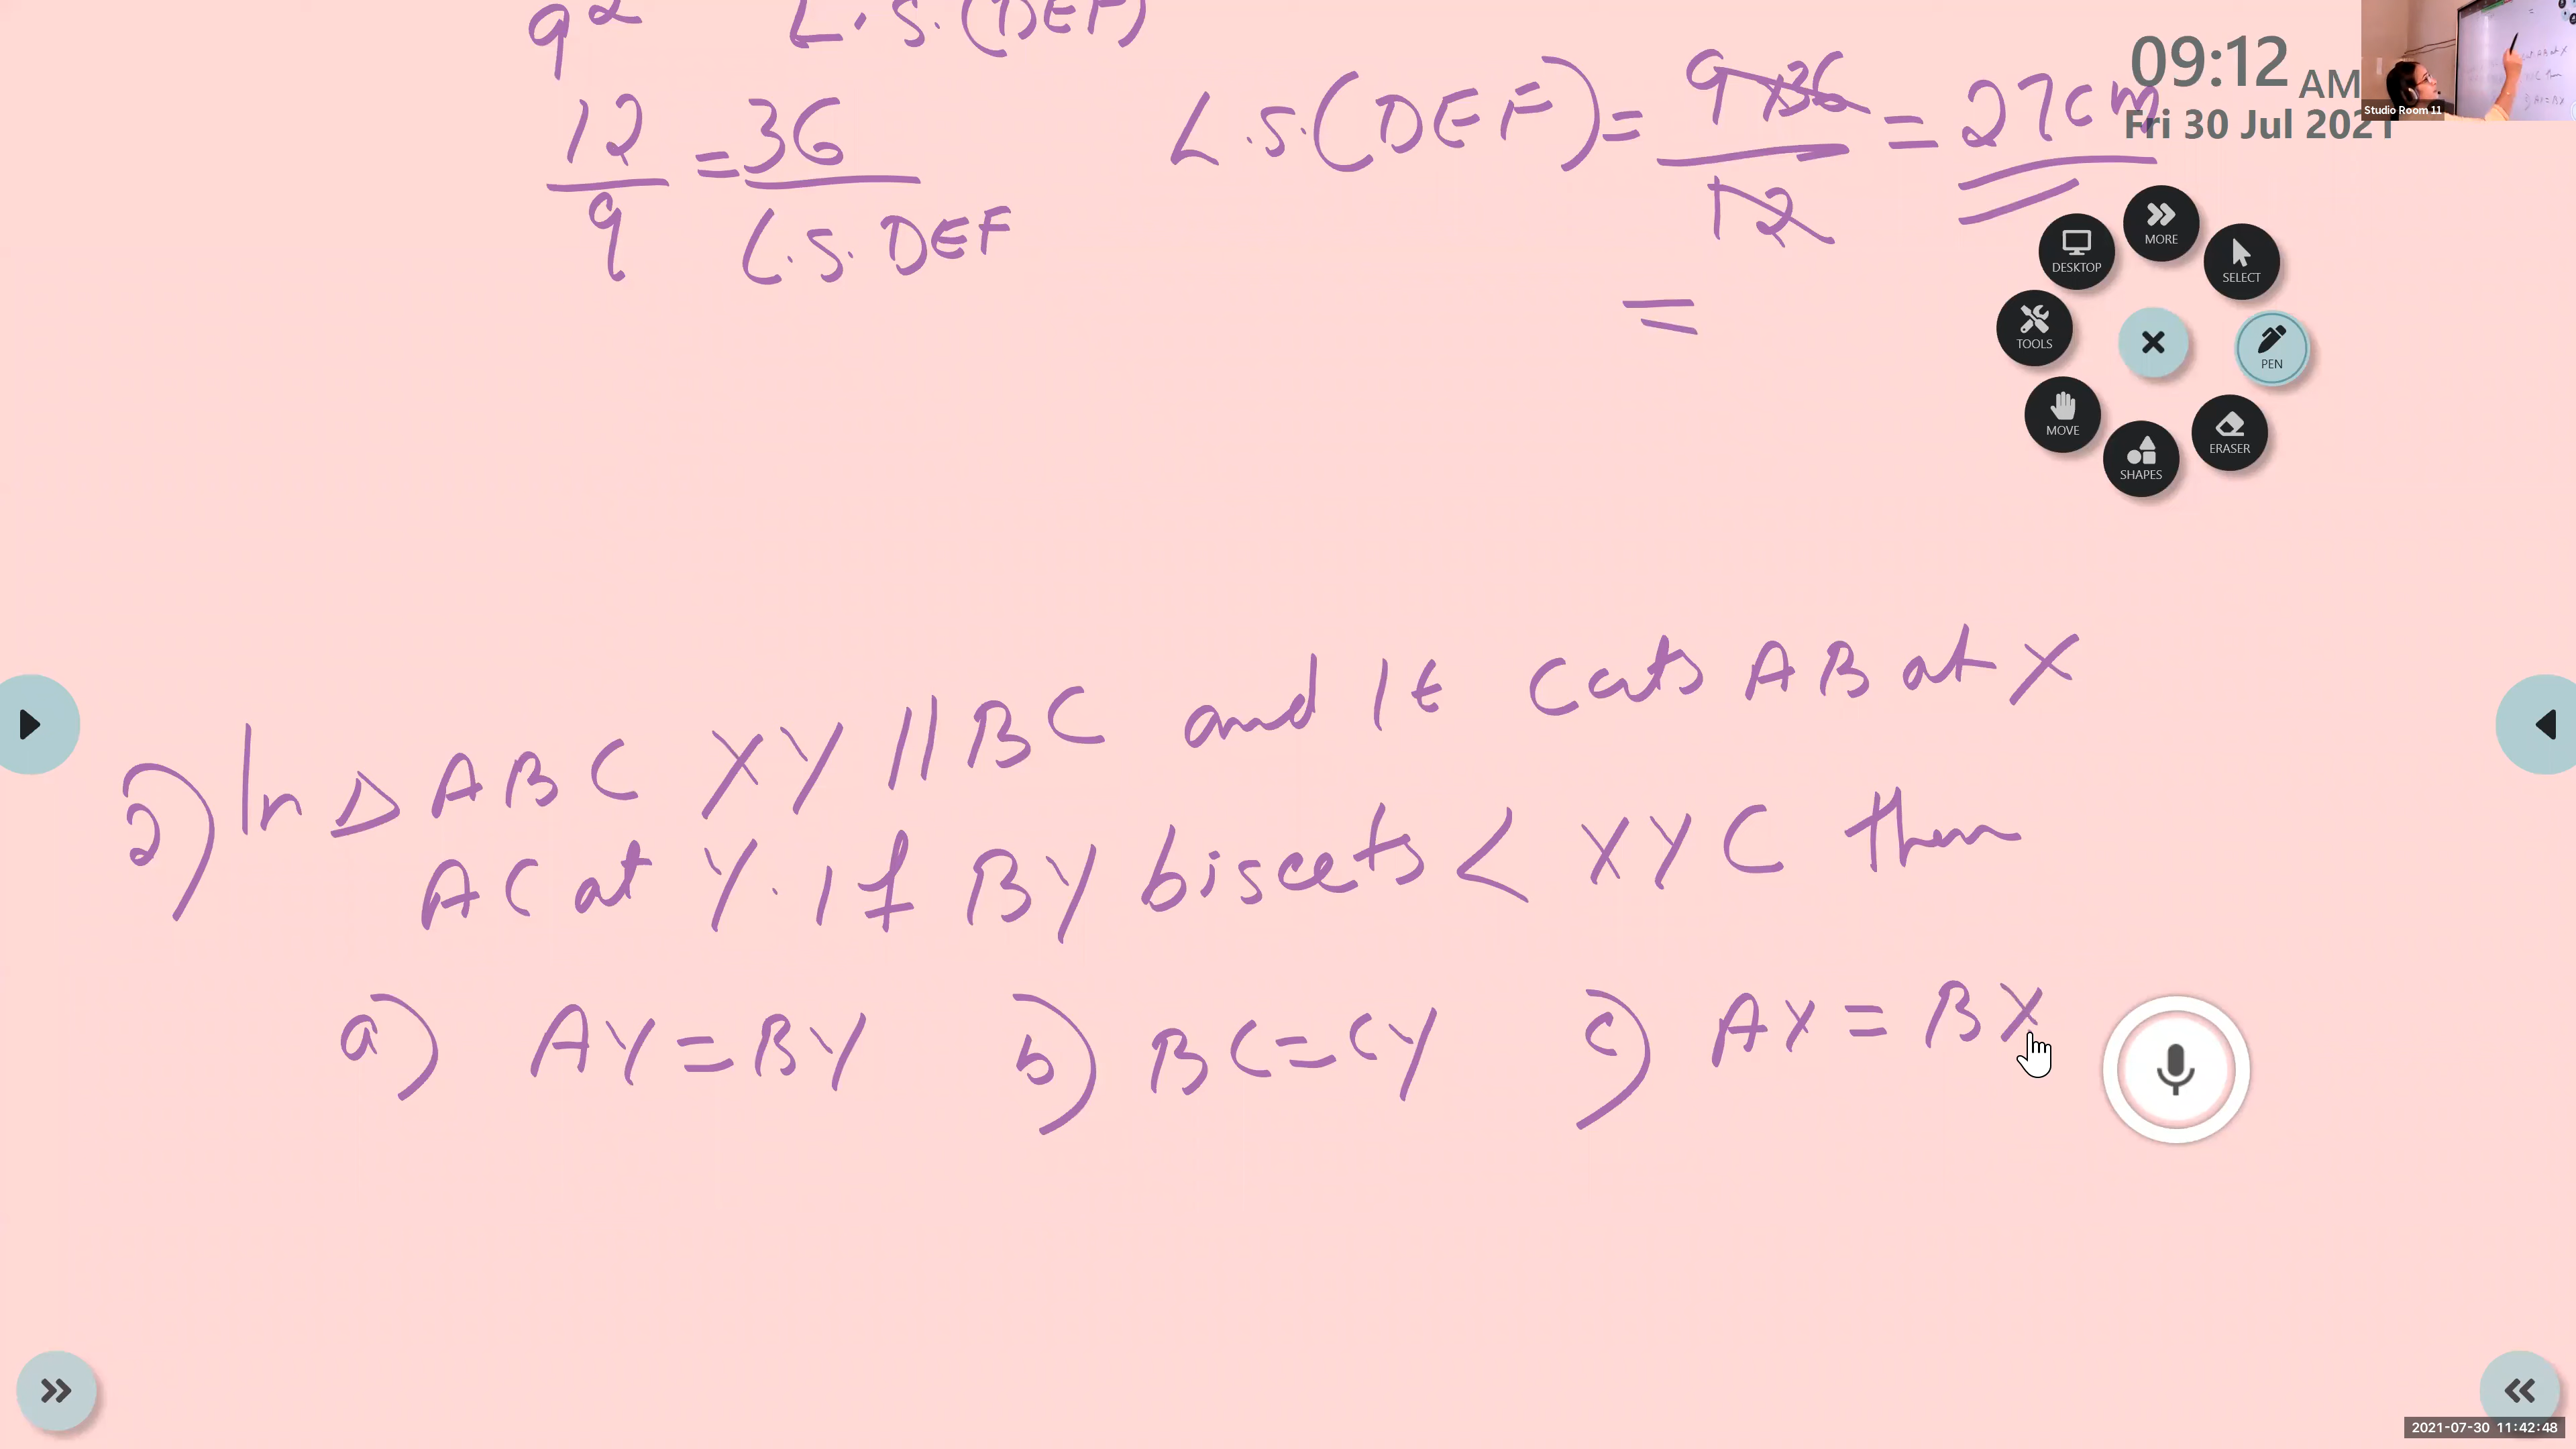 9²     L.S.(DEF)
12/9 = 36/L.S. DEF
L.S.(DEF) = 9×36/12 = 27cm
=
09:12 AM
Fri 30 Jul 2021
Studio Room 11
MORE
DESKTOP
SELECT
TOOLS
PEN
MOVE
ERASER
SHAPES
2) In △ ABC XY // BC and It cuts AB at X
AC at Y. If BY biscets < XYC then
a) AY = BY b) BC = CY c) AX = BX
2021-07-30 11:42:48